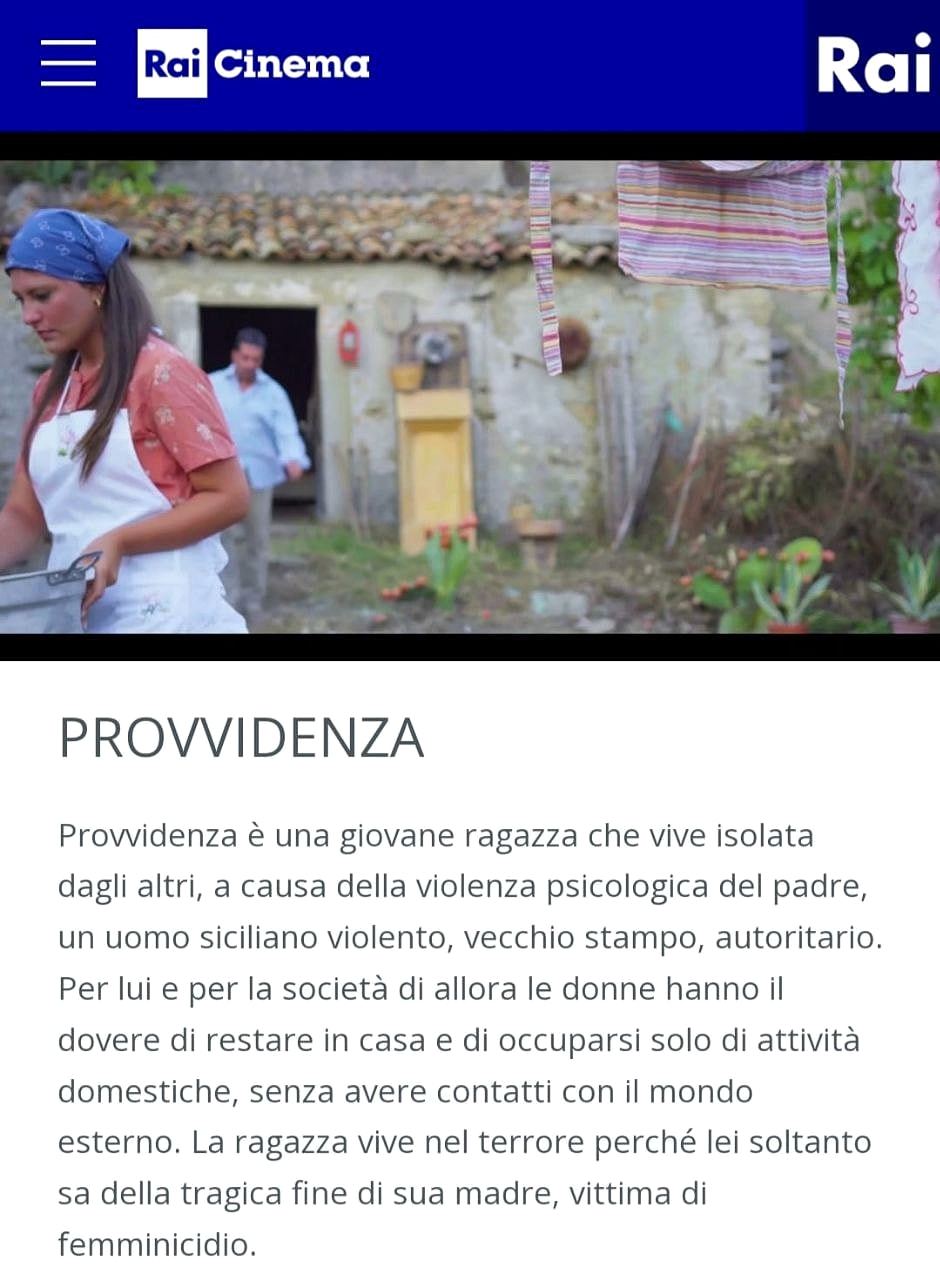 Rai Cinema
Rai
PROVVIDENZA
Provvidenza è una giovane ragazza che vive isolata
dagli altri, a causa della violenza psicologica del padre,
un uomo siciliano violento, vecchio stampo, autoritario.
Per lui e per la società di allora le donne hanno il
dovere di restare in casa e di occuparsi solo di attività
domestiche, senza avere contatti con il mondo
esterno. La ragazza vive nel terrore perché lei soltanto
sa della tragica fine di sua madre, vittima di
femminicidio.